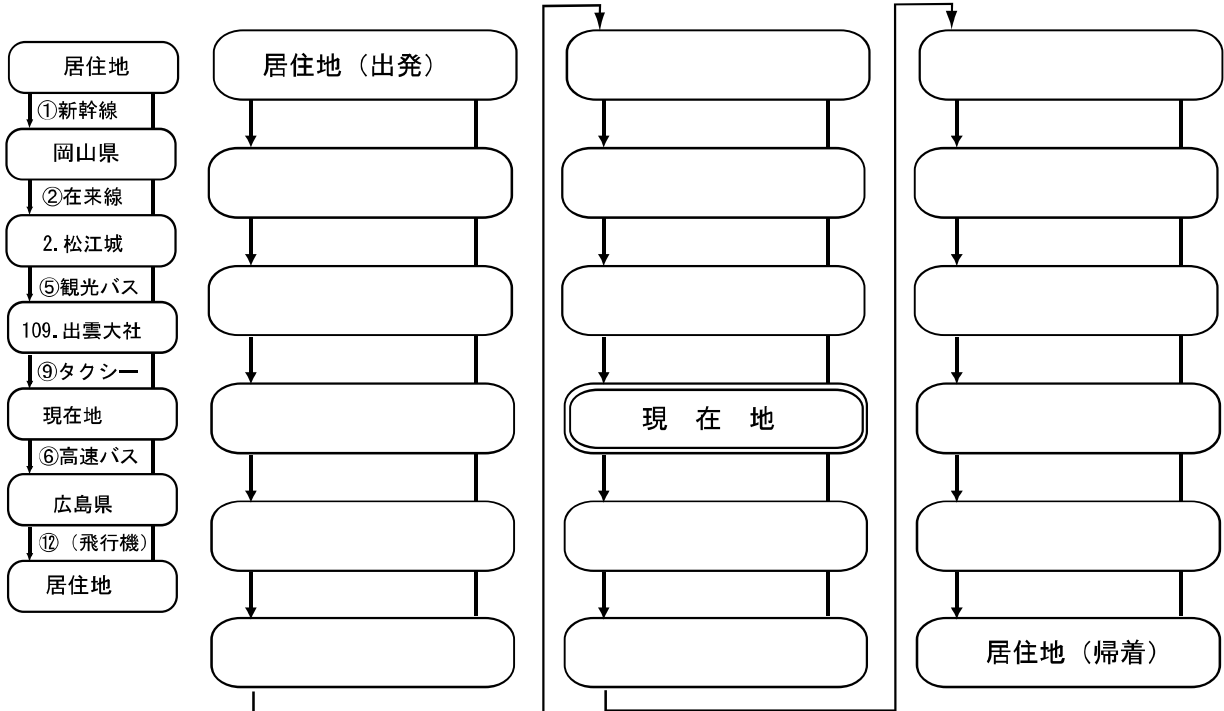 居住地
①新幹線
岡山県
②在来線
2.松江城
⑤観光バス
109.出雲大社
⑨タクシー
現在地
⑥高速バス
広島県
⑫（飛行機）
居住地
居住地（出発）
現 在 地
居住地（帰着）